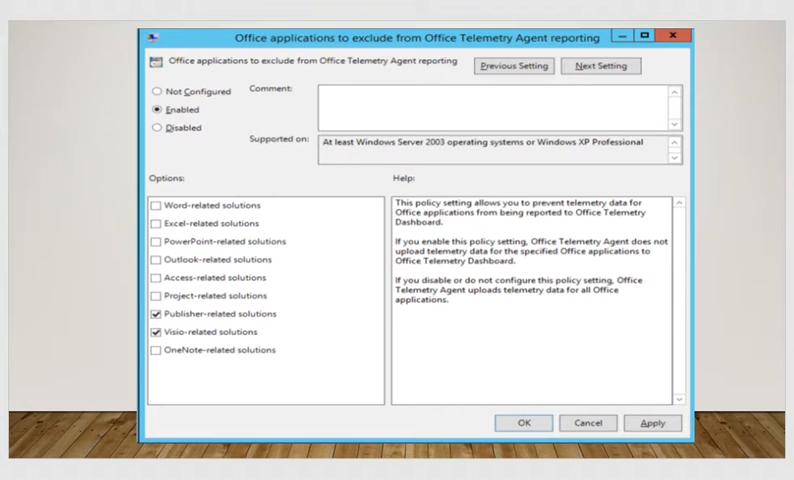 Office applications to exclude from Office Telemetry Agent reporting
Office applications to exclude from Office Telemetry Agent reporting
Previous Setting
Next Setting
Not Configured
Enabled
Disabled
Comment:
Supported on:
At least Windows Server 2003 operating systems or Windows XP Professional
Options:
Word-related solutions
Excel-related solutions
PowerPoint-related solutions
Outlook-related solutions
Access-related solutions
Project-related solutions
Publisher-related solutions
Visio-related solutions
OneNote-related solutions
Help:
This policy setting allows you to prevent telemetry data for
Office applications from being reported to Office Telemetry
Dashboard.
If you enable this policy setting, Office Telemetry Agent does not
upload telemetry data for the specified Office applications to
Office Telemetry Dashboard.
If you disable or do not configure this policy setting, Office
Telemetry Agent uploads telemetry data for all Office
applications.
OK
Cancel
Apply